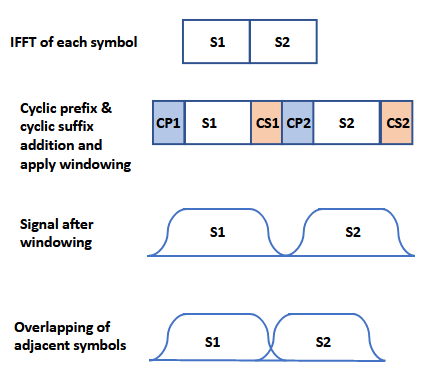 IFFT of each symbol
S1 S2
Cyclic prefix &
cyclic suffix
addition and
apply windowing
CP1 S1 CS1 CP2 S2 CS2
Signal after
windowing
S1 S2
Overlapping of
adjacent symbols
S1 S2